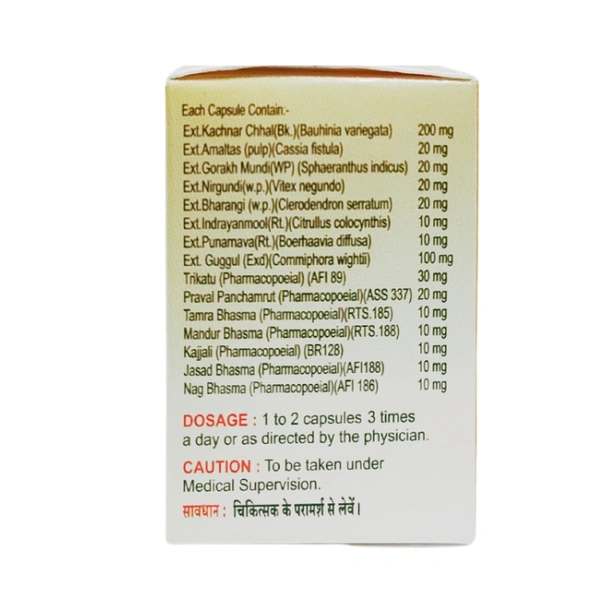 Each Capsule Contain:-
Ext.Kachnar Chhal(Bk.)(Bauhinia variegata) 200 mg
Ext.Amaltas (pulp)(Cassia fistula) 20 mg
Ext.Gorakh Mundi(WP) (Sphaeranthus indicus) 20 mg
Ext.Nirgundi(w.p.)(Vitex negundo) 20 mg
Ext.Bharangi (w.p.)(Clerodendron serratum) 20 mg
Ext.Indrayanmool(Rt.)(Citrullus colocynthis) 10 mg
Ext.Punarnava(Rt.)(Boerhaavia diffusa) 10 mg
Ext. Guggul (Exd)(Commiphora wightii) 100 mg
Trikatu (Pharmacopoeial) (AFI 89) 30 mg
Praval Panchamrut (Pharmacopoeial)(ASS 337) 20 mg
Tamra Bhasma (Pharmacopoeial)(RTS.185) 10 mg
Mandur Bhasma (Pharmacopoeial)(RTS.188) 10 mg
Kajjali (Pharmacopoeial) (BR128) 10 mg
Jasad Bhasma (Pharmacopoeial)(AFI188) 10 mg
Nag Bhasma (Pharmacopoeial)(AFI 186) 10 mg
DOSAGE : 1 to 2 capsules 3 times
a day or as directed by the physician.
CAUTION : To be taken under
Medical Supervision.
सावधान : चिकित्सक के परामर्श से लेवें।